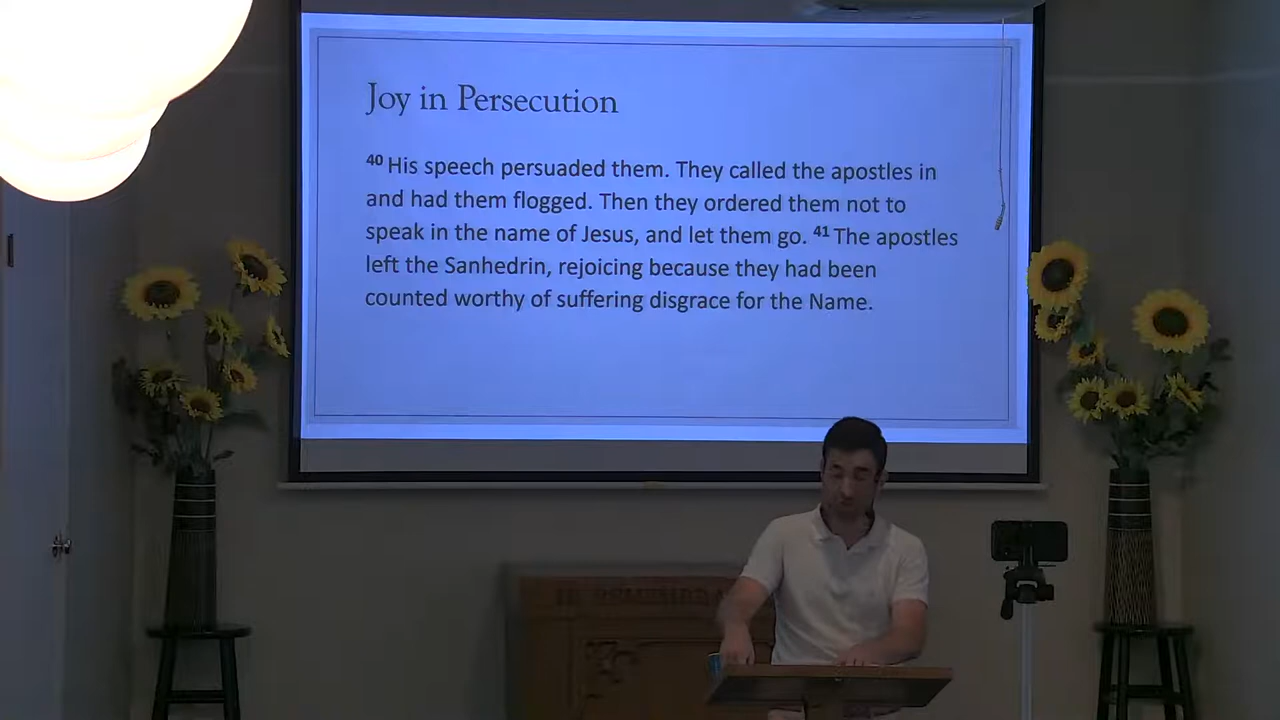 Joy in Persecution
40 His speech persuaded them. They called the apostles in
and had them flogged. Then they ordered them not to
speak in the name of Jesus, and let them go. 41 The apostles
left the Sanhedrin, rejoicing because they had been
counted worthy of suffering disgrace for the Name.